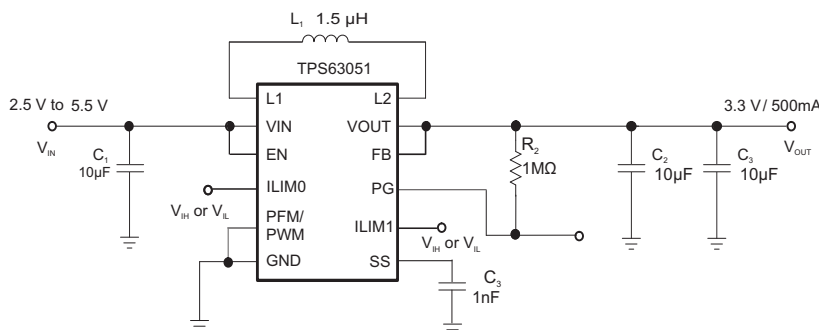 L₁ 1.5 µH
TPS63051
L1 L2
2.5 V to 5.5 V
3.3 V / 500mA
VIN VOUT
V_IN
V_OUT
C₁
10µF
EN FB
R₂
1MΩ
C₂
10µF
C₃
10µF
ILIM0 PG
V_IH or V_IL
PFM/
PWM
ILIM1
V_IH or V_IL
GND SS
C₃
1nF